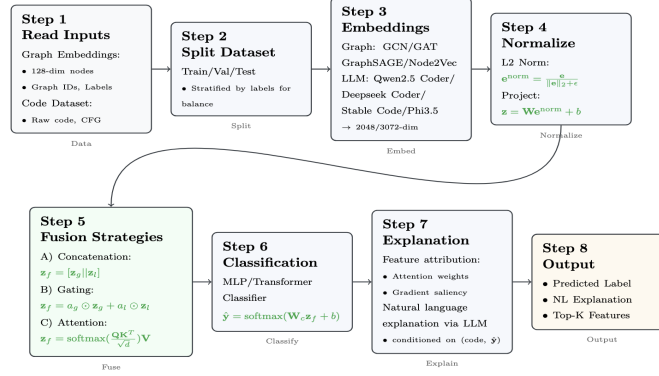 Step 1
Read Inputs
Graph Embeddings:
• 128-dim nodes
• Graph IDs, Labels
Code Dataset:
• Raw code, CFG
Data
Step 2
Split Dataset
Train/Val/Test
• Stratified by labels for
balance
Split
Step 3
Embeddings
Graph: GCN/GAT
GraphSAGE/Node2Vec
LLM: Qwen2.5 Coder/
Deepseek Coder/
Stable Code/Phi3.5
→ 2048/3072-dim
Embed
Step 4
Normalize
L2 Norm:
e^norm = e / (‖e‖₂+ε)
Project:
z = We^norm + b
Normalize
Step 5
Fusion Strategies
A) Concatenation:
z_f = [z_g||z_l]
B) Gating:
z_f = a_g ⊙ z_g + a_l ⊙ z_l
C) Attention:
z_f = softmax(QK^T / √d)V
Fuse
Step 6
Classification
MLP/Transformer
Classifier
ŷ = softmax(W_c z_f + b)
Classify
Step 7
Explanation
Feature attribution:
• Attention weights
• Gradient saliency
Natural language
explanation via LLM
• conditioned on (code, ŷ)
Explain
Step 8
Output
• Predicted Label
• NL Explanation
• Top-K Features
Output